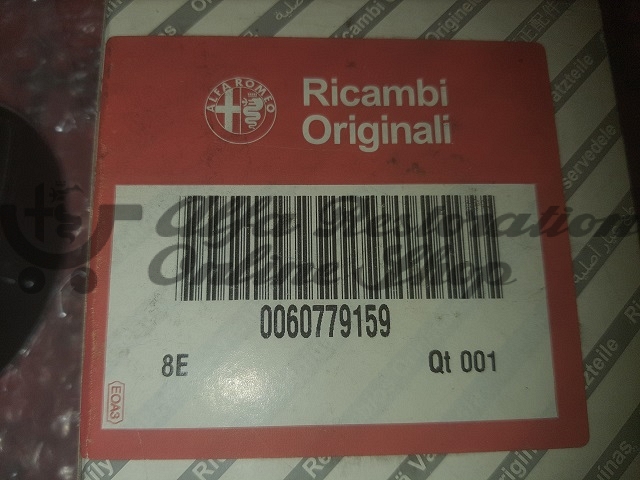 ALFA ROMEO
Ricambi
Originali
Alfa Restoration
Online Shop
0060779159
8E
Qt 001
EOA3